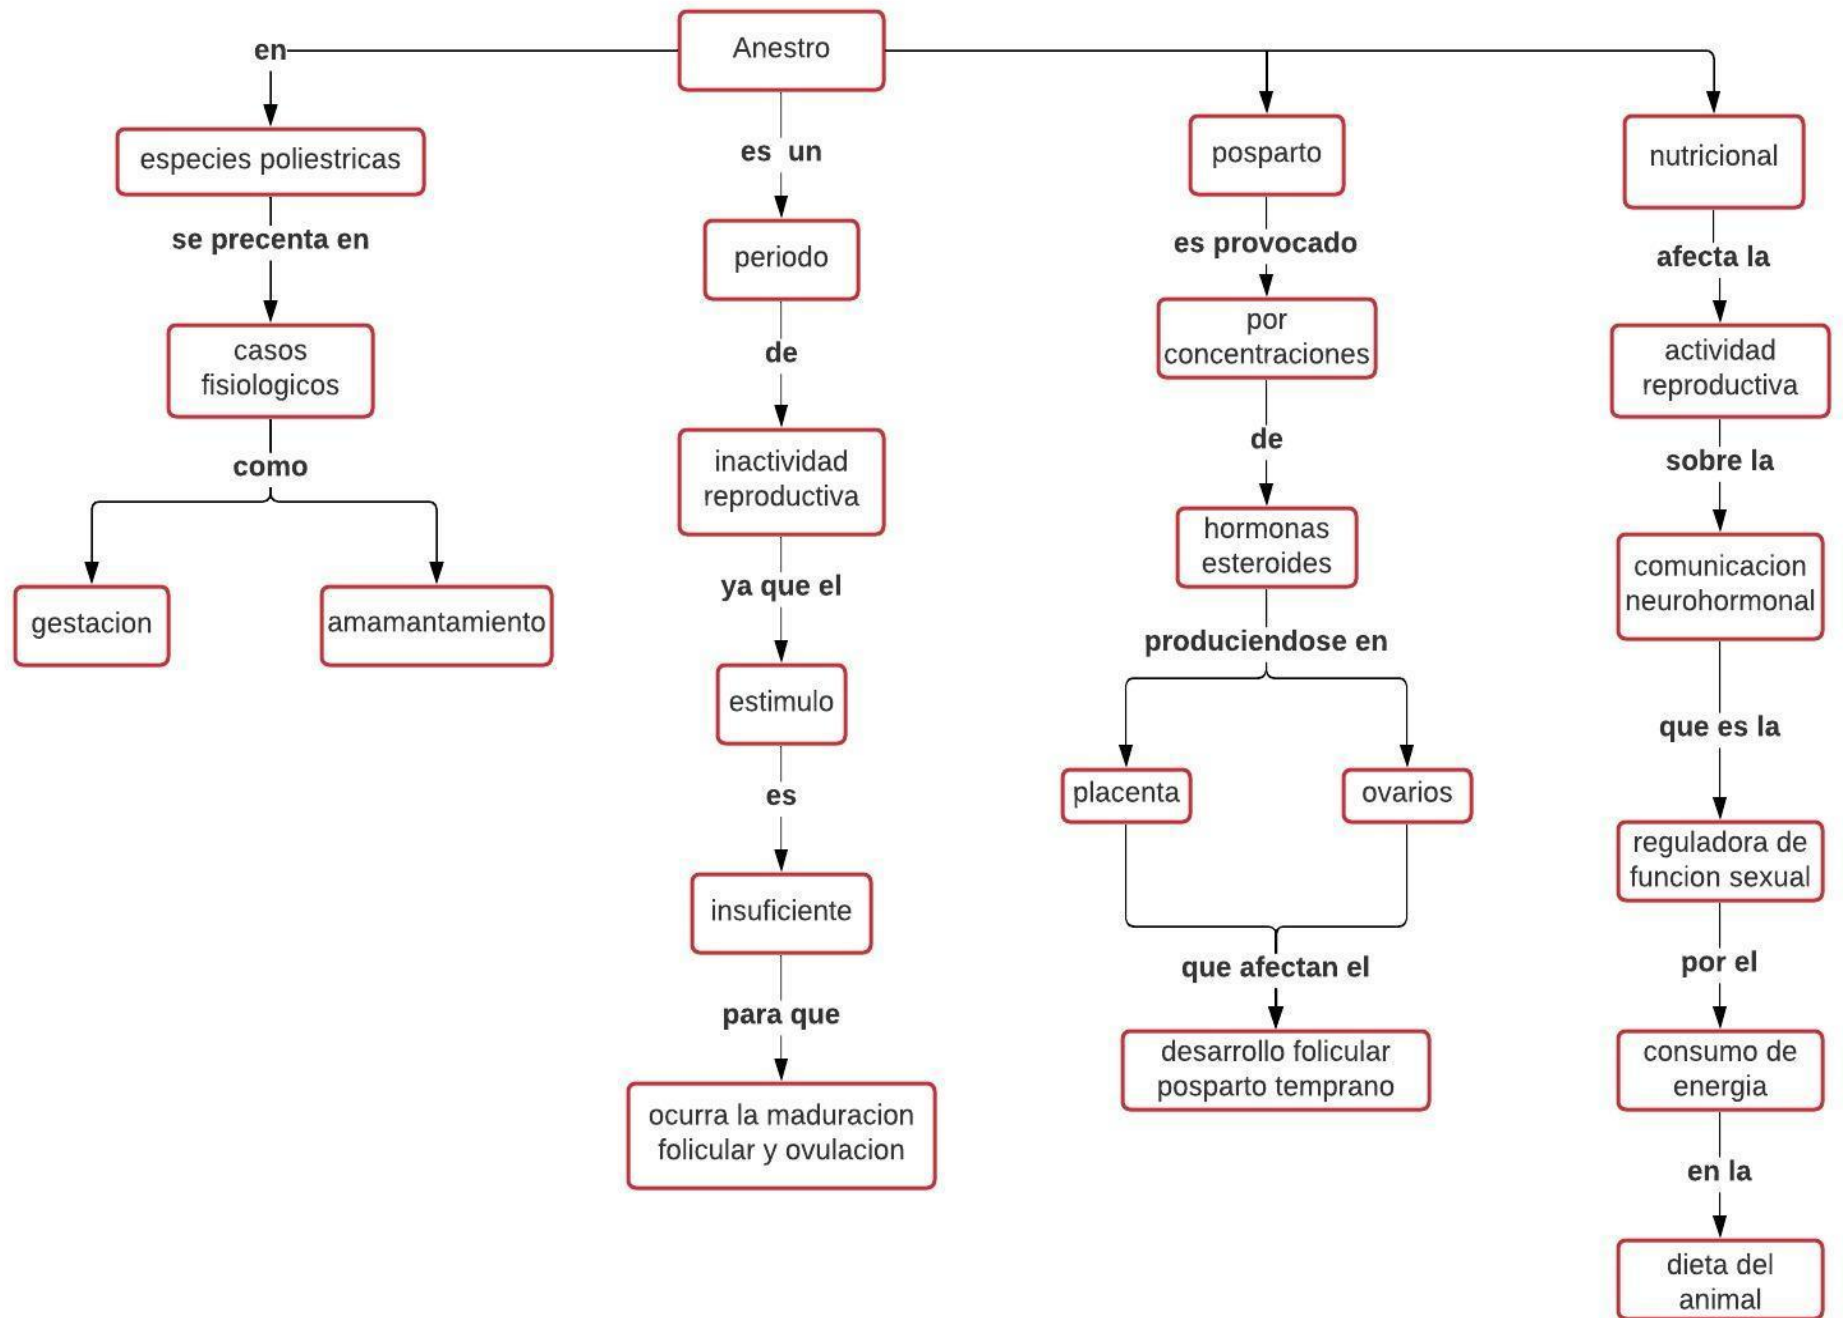 Anestro
en
especies poliestricas
se precenta en
casos
fisiologicos
como
gestacion
amamantamiento
es un
periodo
de
inactividad
reproductiva
ya que el
estimulo
es
insuficiente
para que
ocurra la maduracion
folicular y ovulacion
posparto
es provocado
por
concentraciones
de
hormonas
esteroides
produciendose en
placenta
ovarios
que afectan el
desarrollo folicular
posparto temprano
nutricional
afecta la
actividad
reproductiva
sobre la
comunicacion
neurohormonal
que es la
reguladora de
funcion sexual
por el
consumo de
energia
en la
dieta del
animal